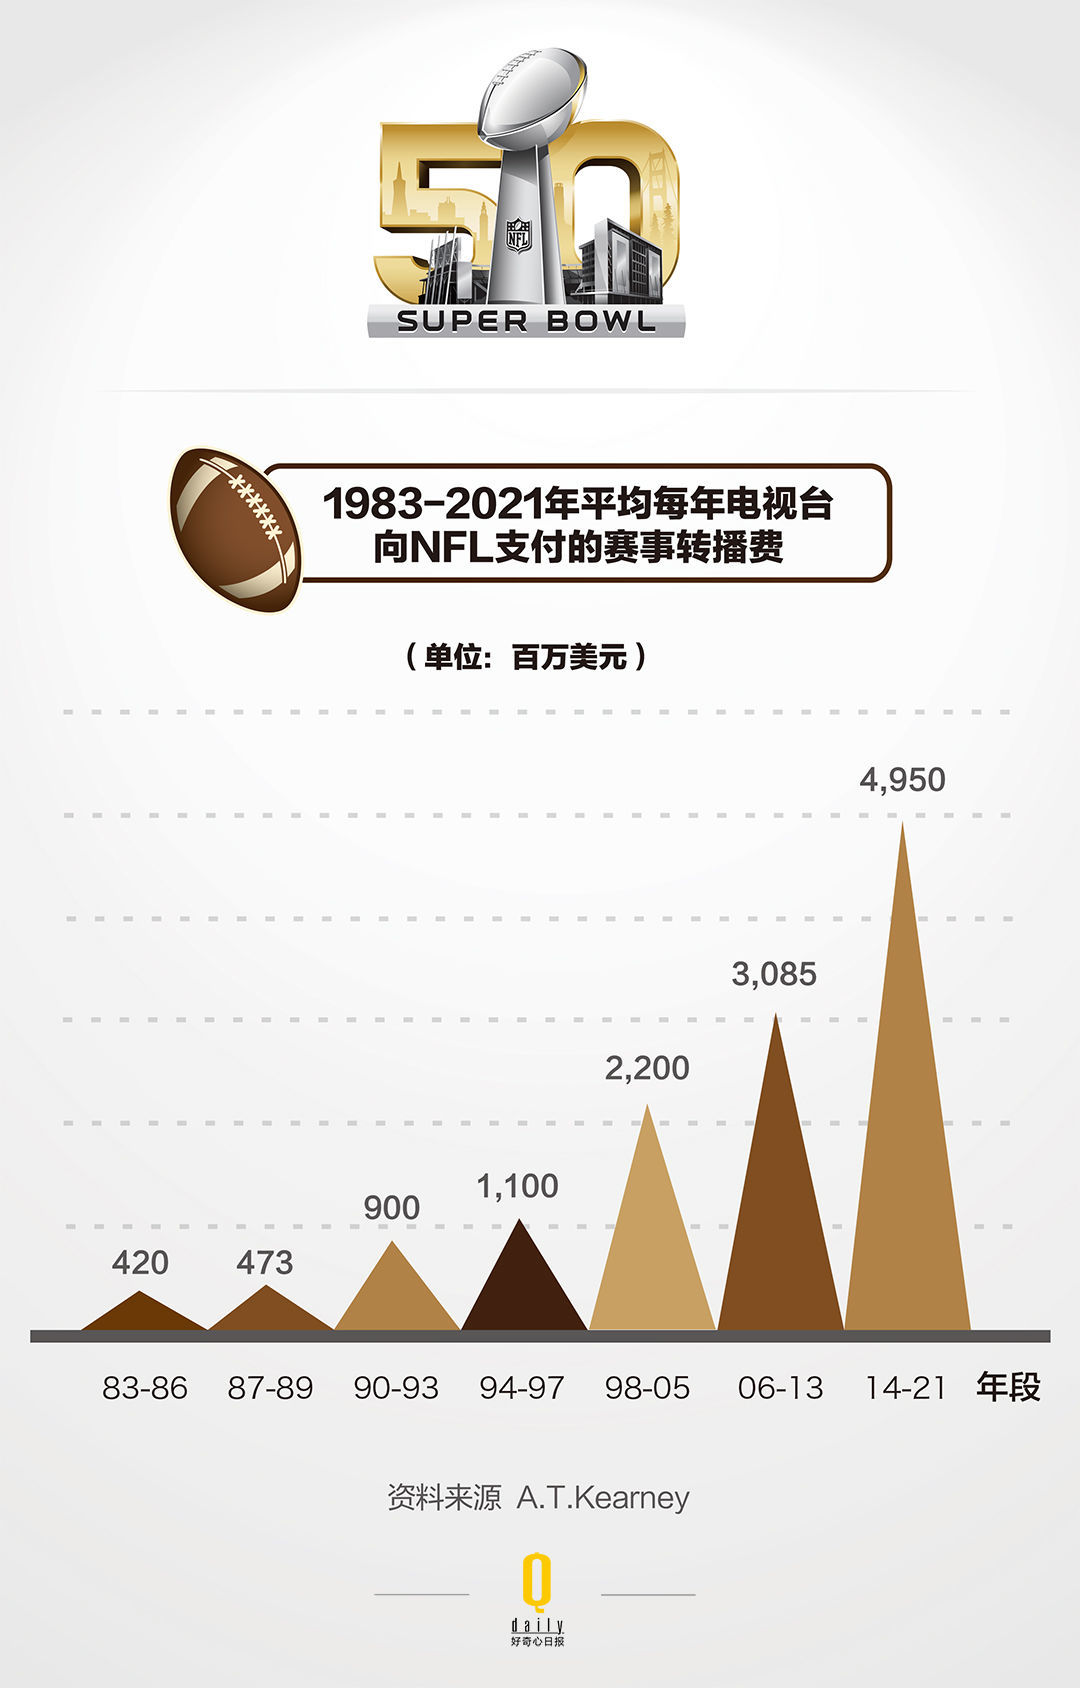 50
NFL
SUPER BOWL
1983-2021年平均每年电视台
向NFL支付的赛事转播费
（单位：百万美元）
4,950
3,085
2,200
1,100
900
420 473
83-86 87-89 90-93 94-97 98-05 06-13 14-21 年段
资料来源 A.T.Kearney
Q
daily
好奇心日报